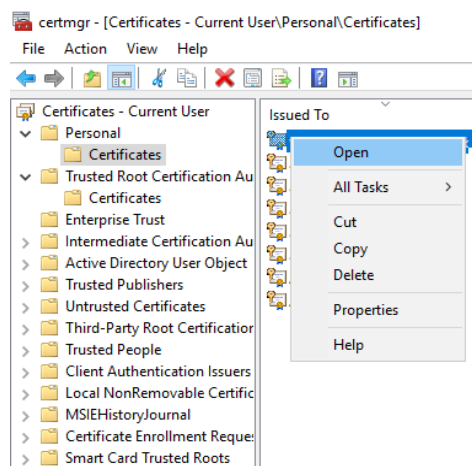 certmgr - [Certificates - Current User\Personal\Certificates]
File Action View Help
Certificates - Current User
Personal
Certificates
Trusted Root Certification Au
Certificates
Enterprise Trust
Intermediate Certification Au
Active Directory User Object
Trusted Publishers
Untrusted Certificates
Third-Party Root Certification
Trusted People
Client Authentication Issuers
Local NonRemovable Certific
MSIEHistoryJournal
Certificate Enrollment Reque
Smart Card Trusted Roots
Issued To
Open
All Tasks
Cut
Copy
Delete
Properties
Help